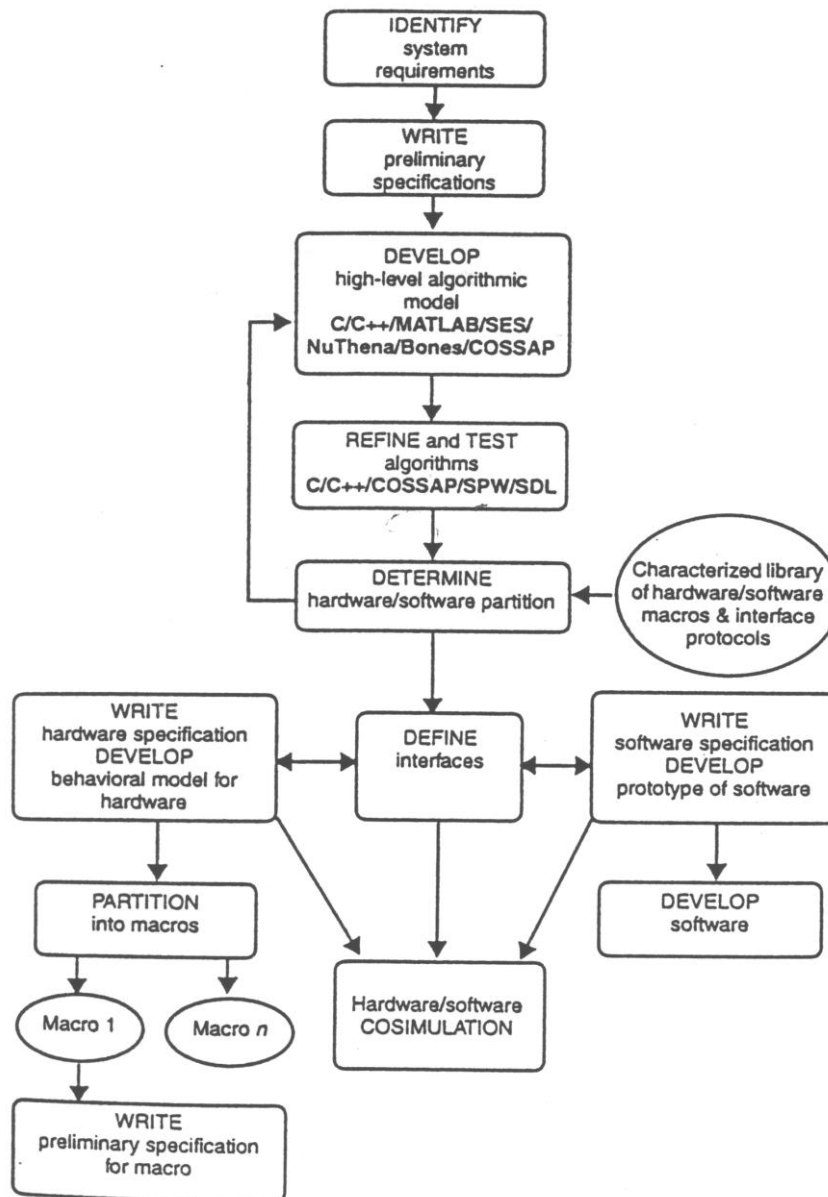 IDENTIFY
system
requirements
WRITE
preliminary
specifications
DEVELOP
high-level algorithmic
model
C/C++/MATLAB/SES/
NuThena/Bones/COSSAP
REFINE and TEST
algorithms
C/C++/COSSAP/SPW/SDL
DETERMINE
hardware/software partition
Characterized library
of hardware/software
macros & interface
protocols
WRITE
hardware specification
DEVELOP
behavioral model for
hardware
DEFINE
interfaces
WRITE
software specification
DEVELOP
prototype of software
PARTITION
into macros
DEVELOP
software
Macro 1
Macro n
Hardware/software
COSIMULATION
WRITE
preliminary specification
for macro